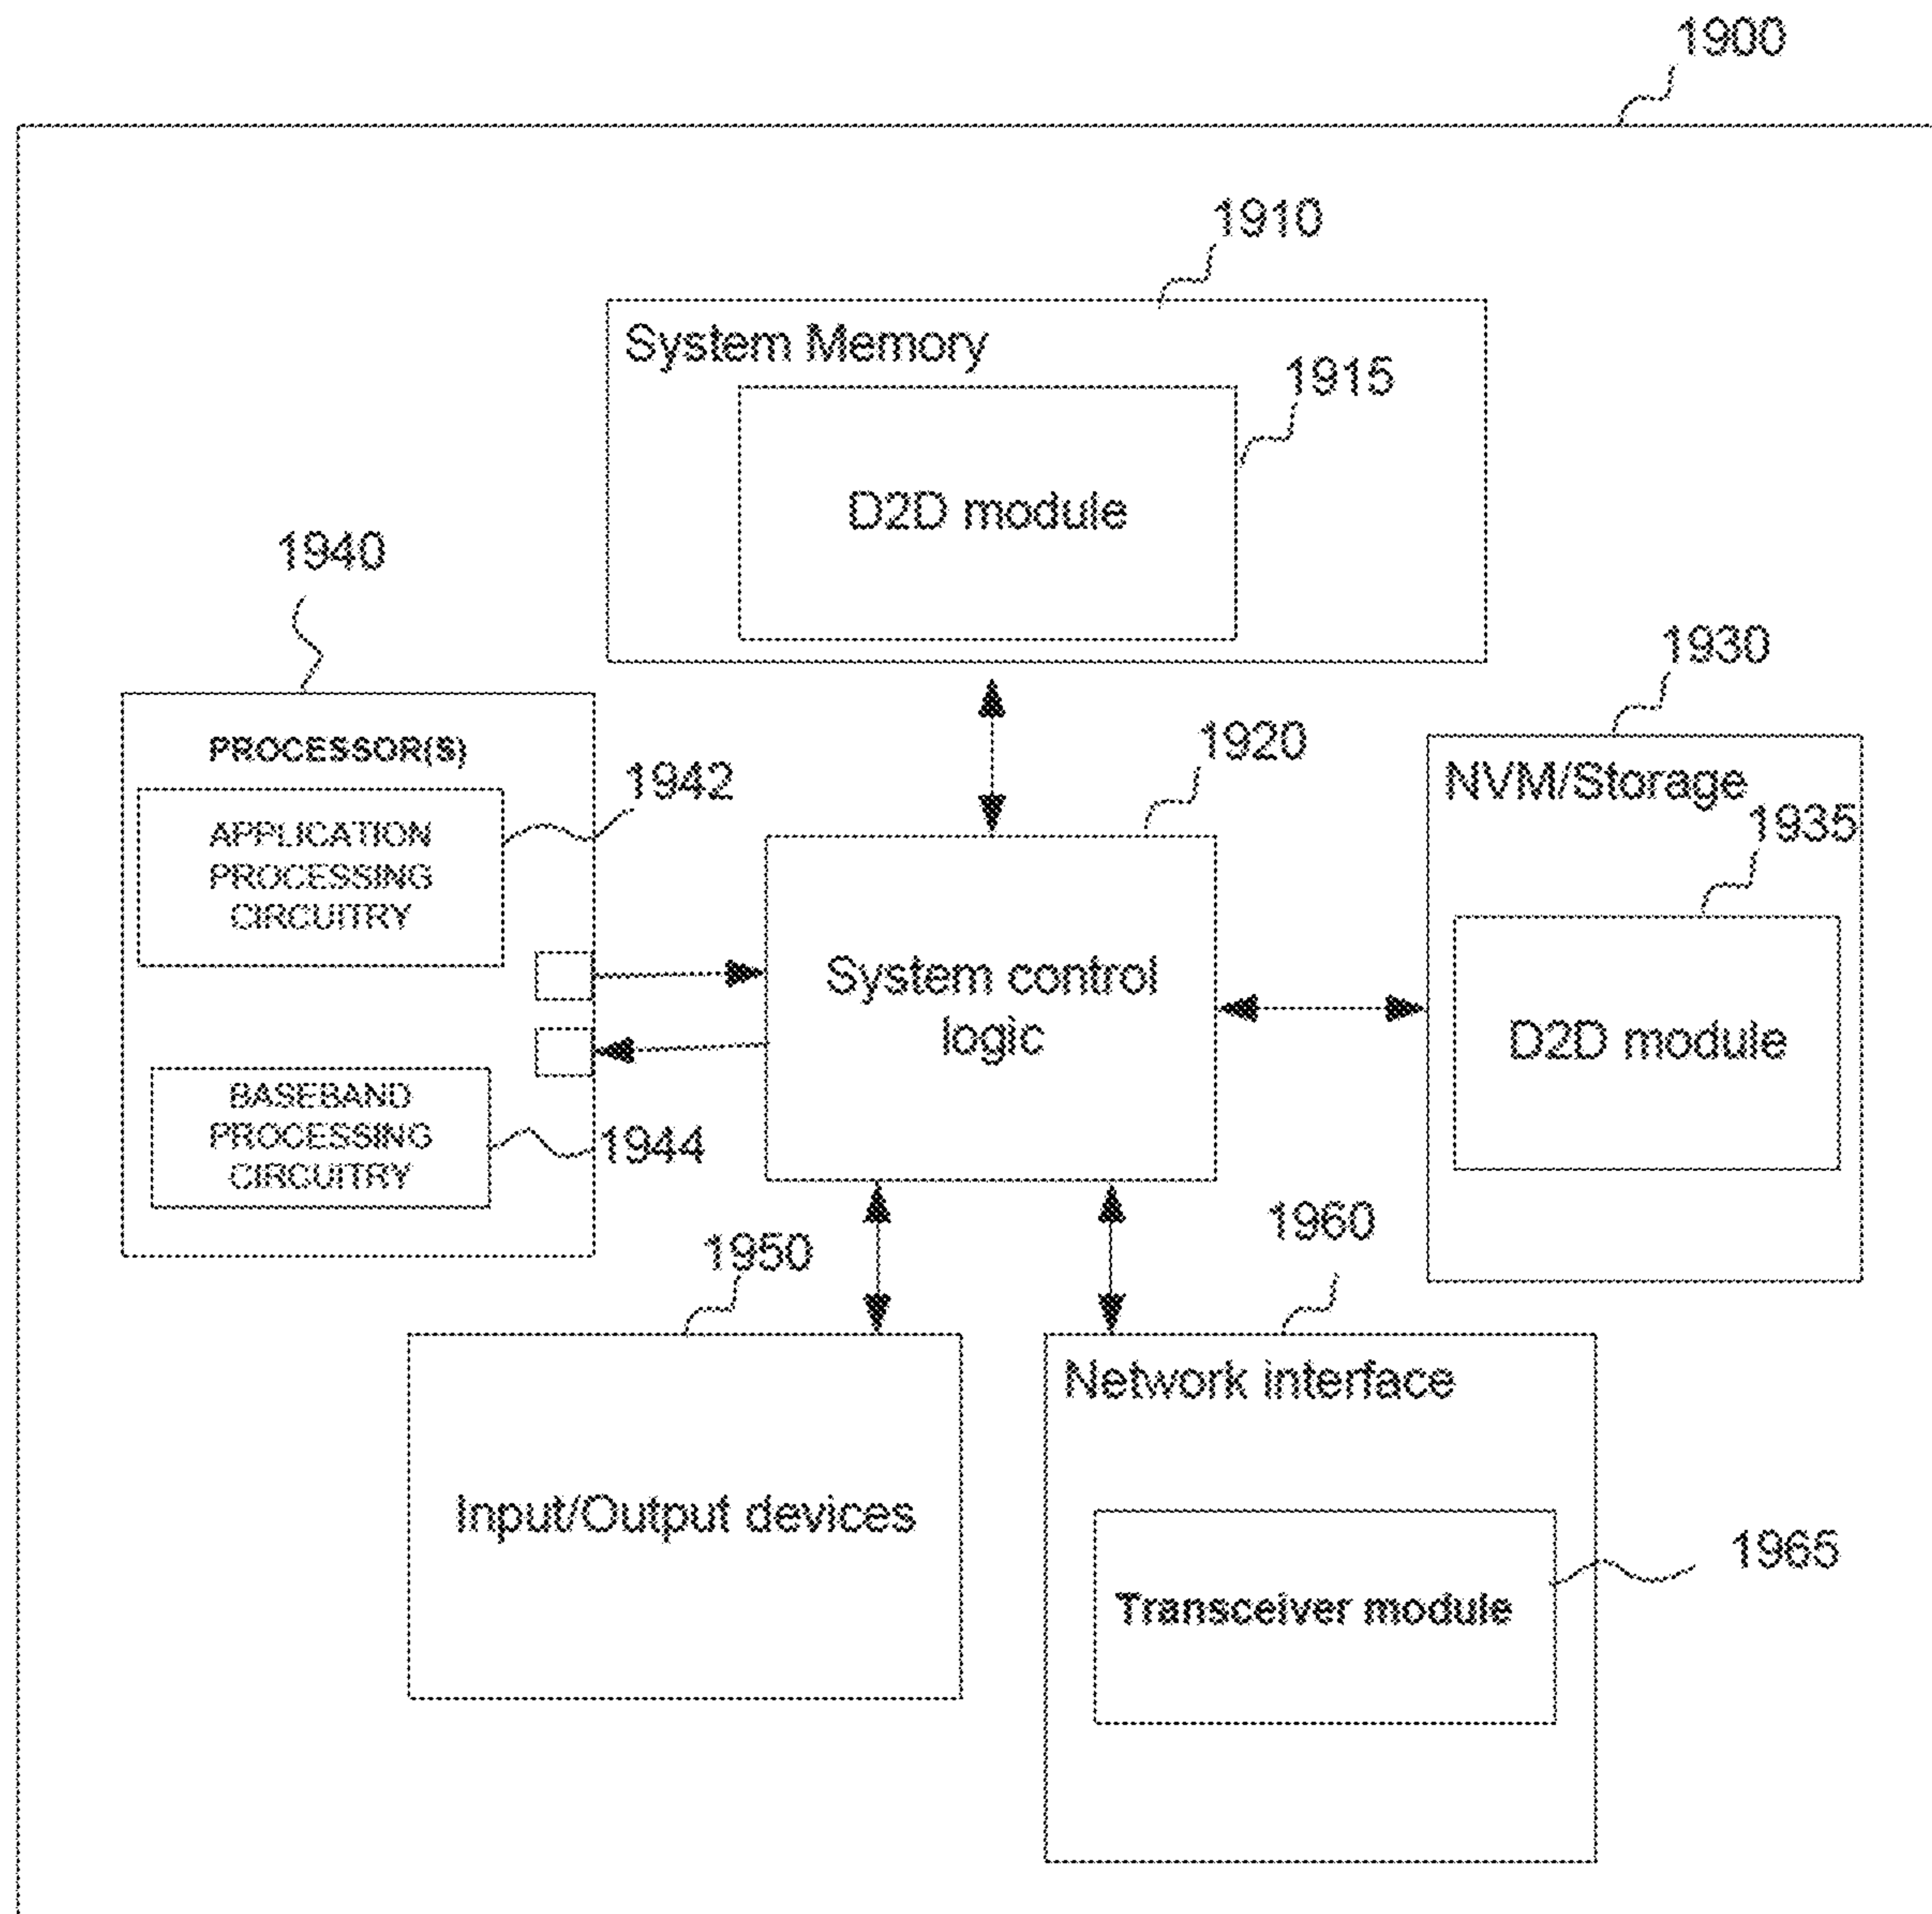 1900
1910
System Memory
1915
D2D module
1940
1930
PROCESSOR(S)
1920
NVM/Storage
1942
1935
APPLICATION
PROCESSING
CIRCUITRY
System control
logic
D2D module
BASEBAND
PROCESSING
CIRCUITRY
1944
1950
1960
Network interface
Input/Output devices
1965
Transceiver module